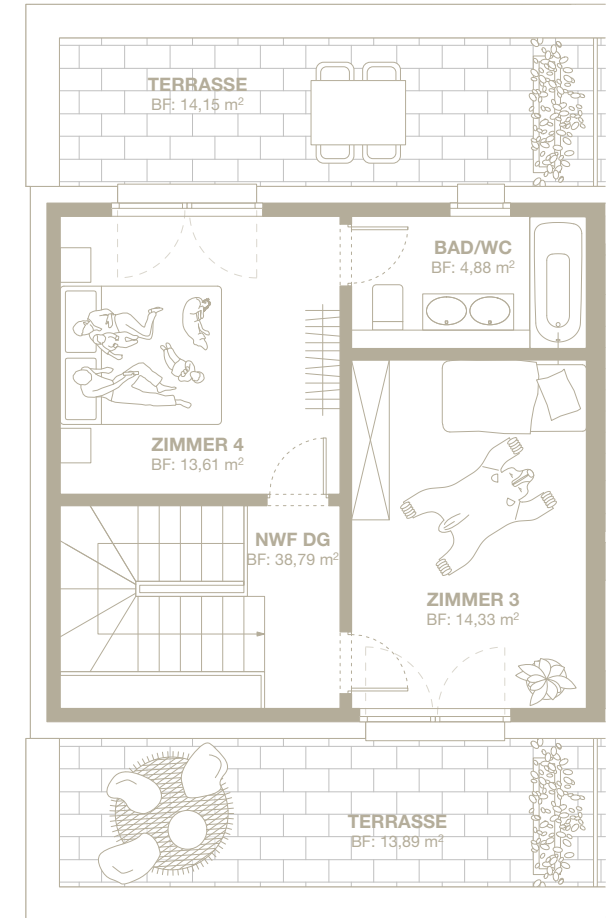 TERRASSE
BF: 14,15 m²
BAD/WC
BF: 4,88 m²
ZIMMER 4
BF: 13,61 m²
NWF DG
BF: 38,79 m²
ZIMMER 3
BF: 14,33 m²
TERRASSE
BF: 13,89 m²